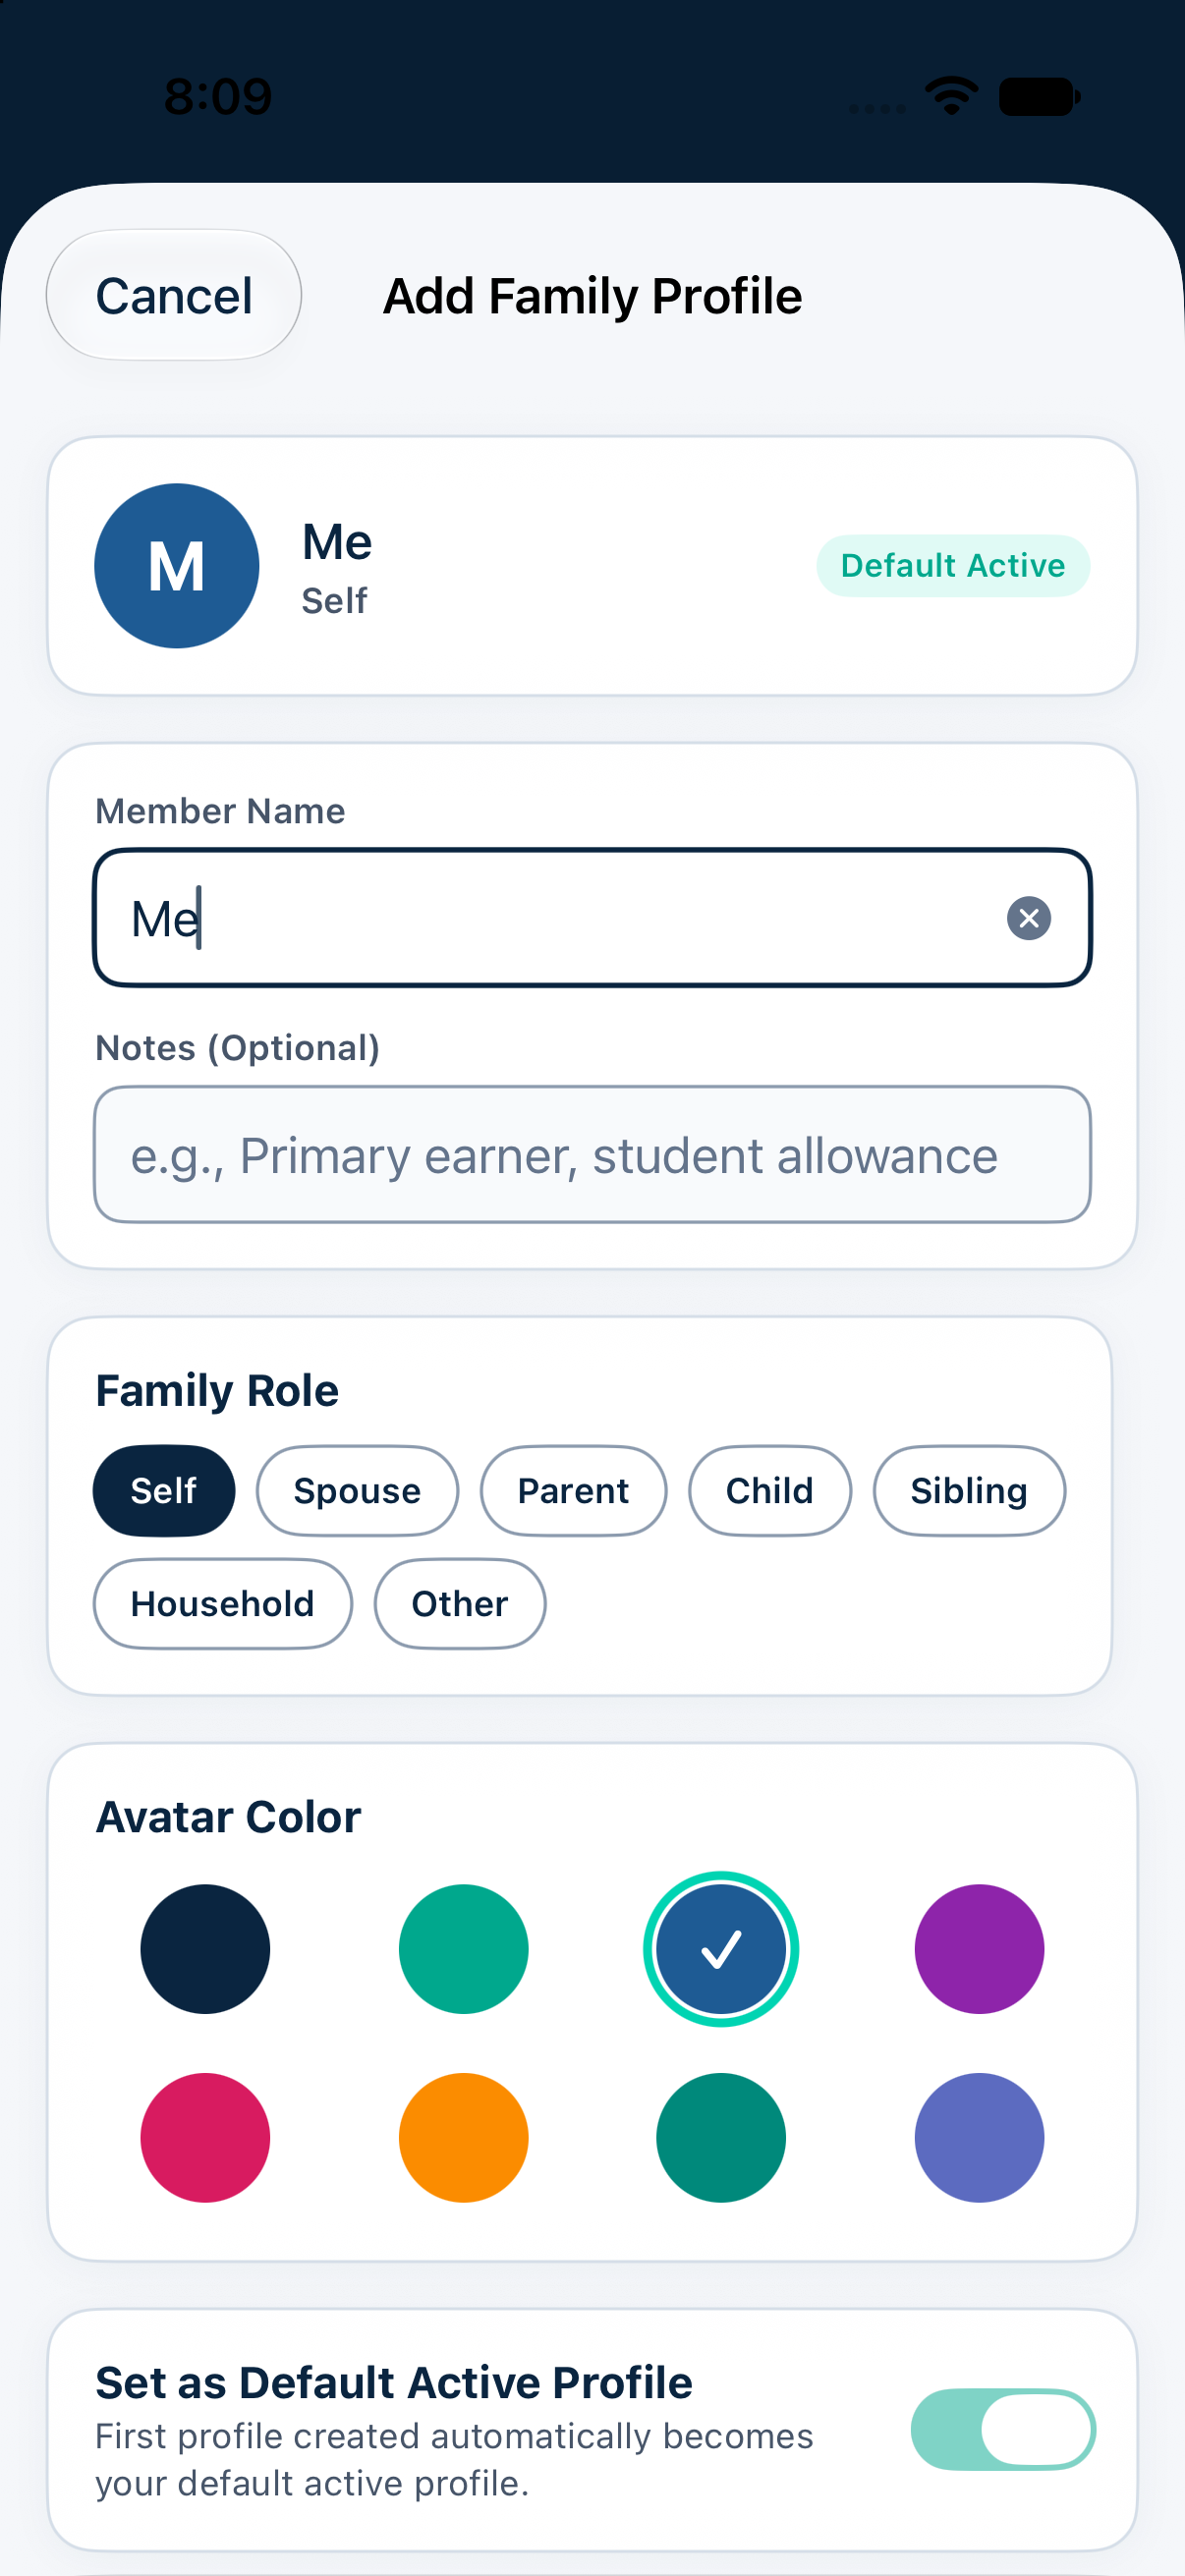 8:09
Cancel
Add Family Profile
M
Me
Self
Default Active
Member Name
Me
Notes (Optional)
e.g., Primary earner, student allowance
Family Role
Self
Spouse
Parent
Child
Sibling
Household
Other
Avatar Color
Set as Default Active Profile
First profile created automatically becomes
your default active profile.